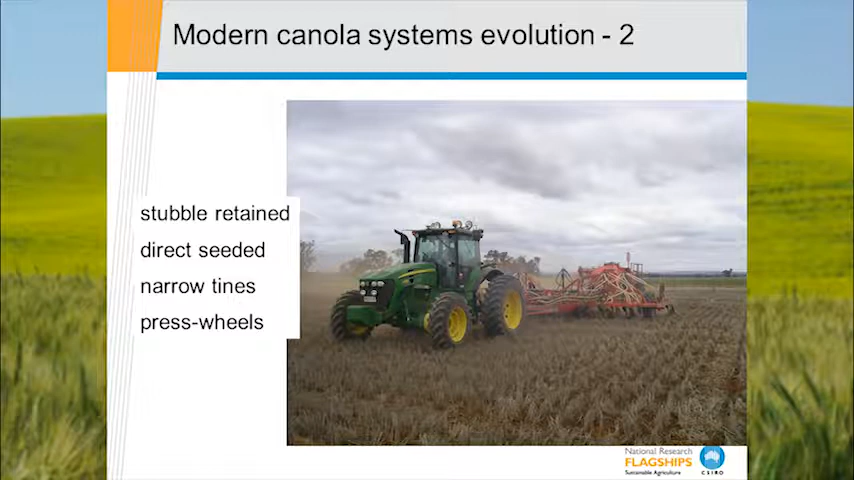 Modern canola systems evolution - 2
stubble retained
direct seeded
narrow tines
press-wheels
National Research
FLAGSHIPS
Sustainable Agriculture
CSIRO